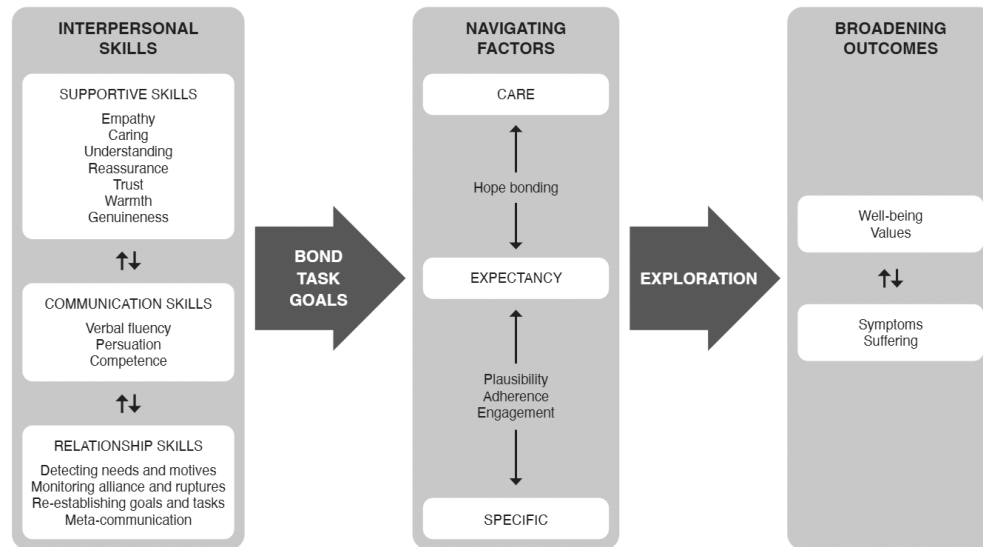 INTERPERSONAL
SKILLS
SUPPORTIVE SKILLS
Empathy
Caring
Understanding
Reassurance
Trust
Warmth
Genuineness
COMMUNICATION SKILLS
Verbal fluency
Persuation
Competence
RELATIONSHIP SKILLS
Detecting needs and motives
Monitoring alliance and ruptures
Re-establishing goals and tasks
Meta-communication
BOND
TASK
GOALS
NAVIGATING
FACTORS
CARE
Hope bonding
EXPECTANCY
Plausibility
Adherence
Engagement
SPECIFIC
EXPLORATION
BROADENING
OUTCOMES
Well-being
Values
Symptoms
Suffering